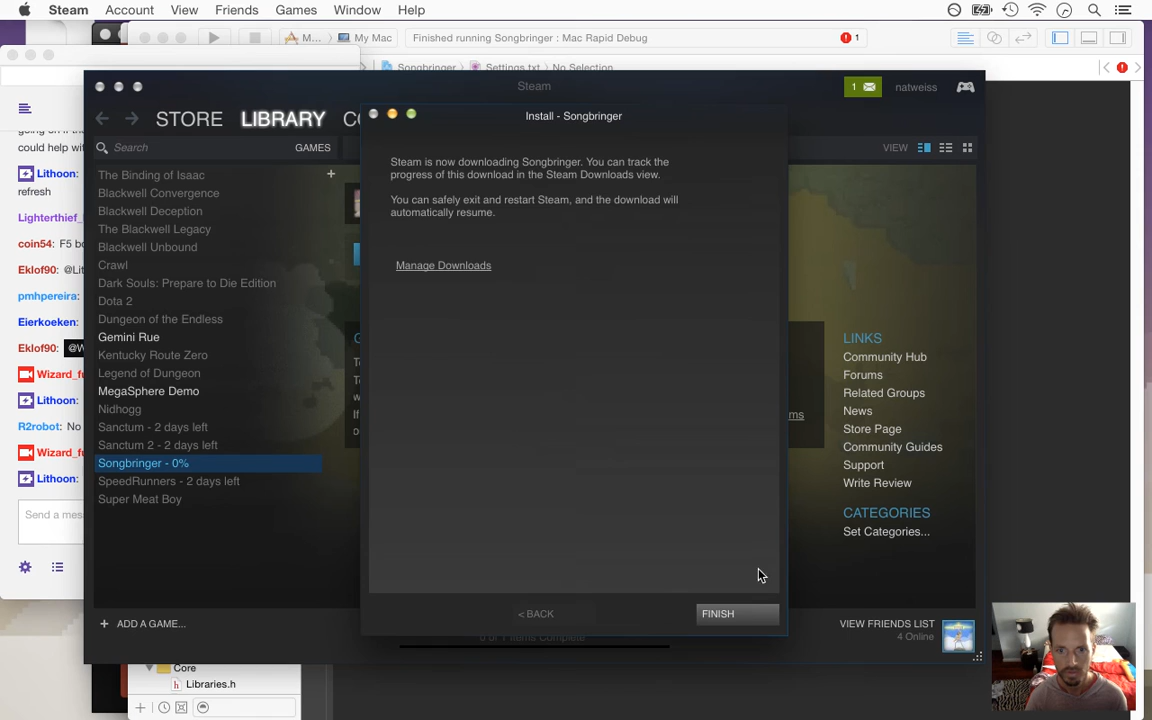 Steam Account View Friends Games Window Help
M... My Mac Finished running Songbringer : Mac Rapid Debug 1
Songbringer Settings.txt No Selection
Steam
1 natweiss
STORE LIBRARY
Search GAMES
VIEW
Install - Songbringer
Steam is now downloading Songbringer. You can track the
progress of this download in the Steam Downloads view.
You can safely exit and restart Steam, and the download will
automatically resume.
Manage Downloads
< BACK
FINISH
The Binding of Isaac
Blackwell Convergence
Blackwell Deception
The Blackwell Legacy
Blackwell Unbound
Crawl
Dark Souls: Prepare to Die Edition
Dota 2
Dungeon of the Endless
Gemini Rue
Kentucky Route Zero
Legend of Dungeon
MegaSphere Demo
Nidhogg
Sanctum - 2 days left
Sanctum 2 - 2 days left
Songbringer - 0%
SpeedRunners - 2 days left
Super Meat Boy
LINKS
Community Hub
Forums
Related Groups
News
Store Page
Community Guides
Support
Write Review
CATEGORIES
Set Categories...
+ ADD A GAME...
VIEW FRIENDS LIST
4 Online
could help wit
Lithoon:
refresh
Lighterthief_
coin54: F5 bo
Eklof90: @Lit
pmhpereira:
Eierkoeken:
Eklof90: @W
Wizard_fu
Lithoon:
R2robot: No
Wizard_fu
Lithoon:
Send a mes
Core
Libraries.h